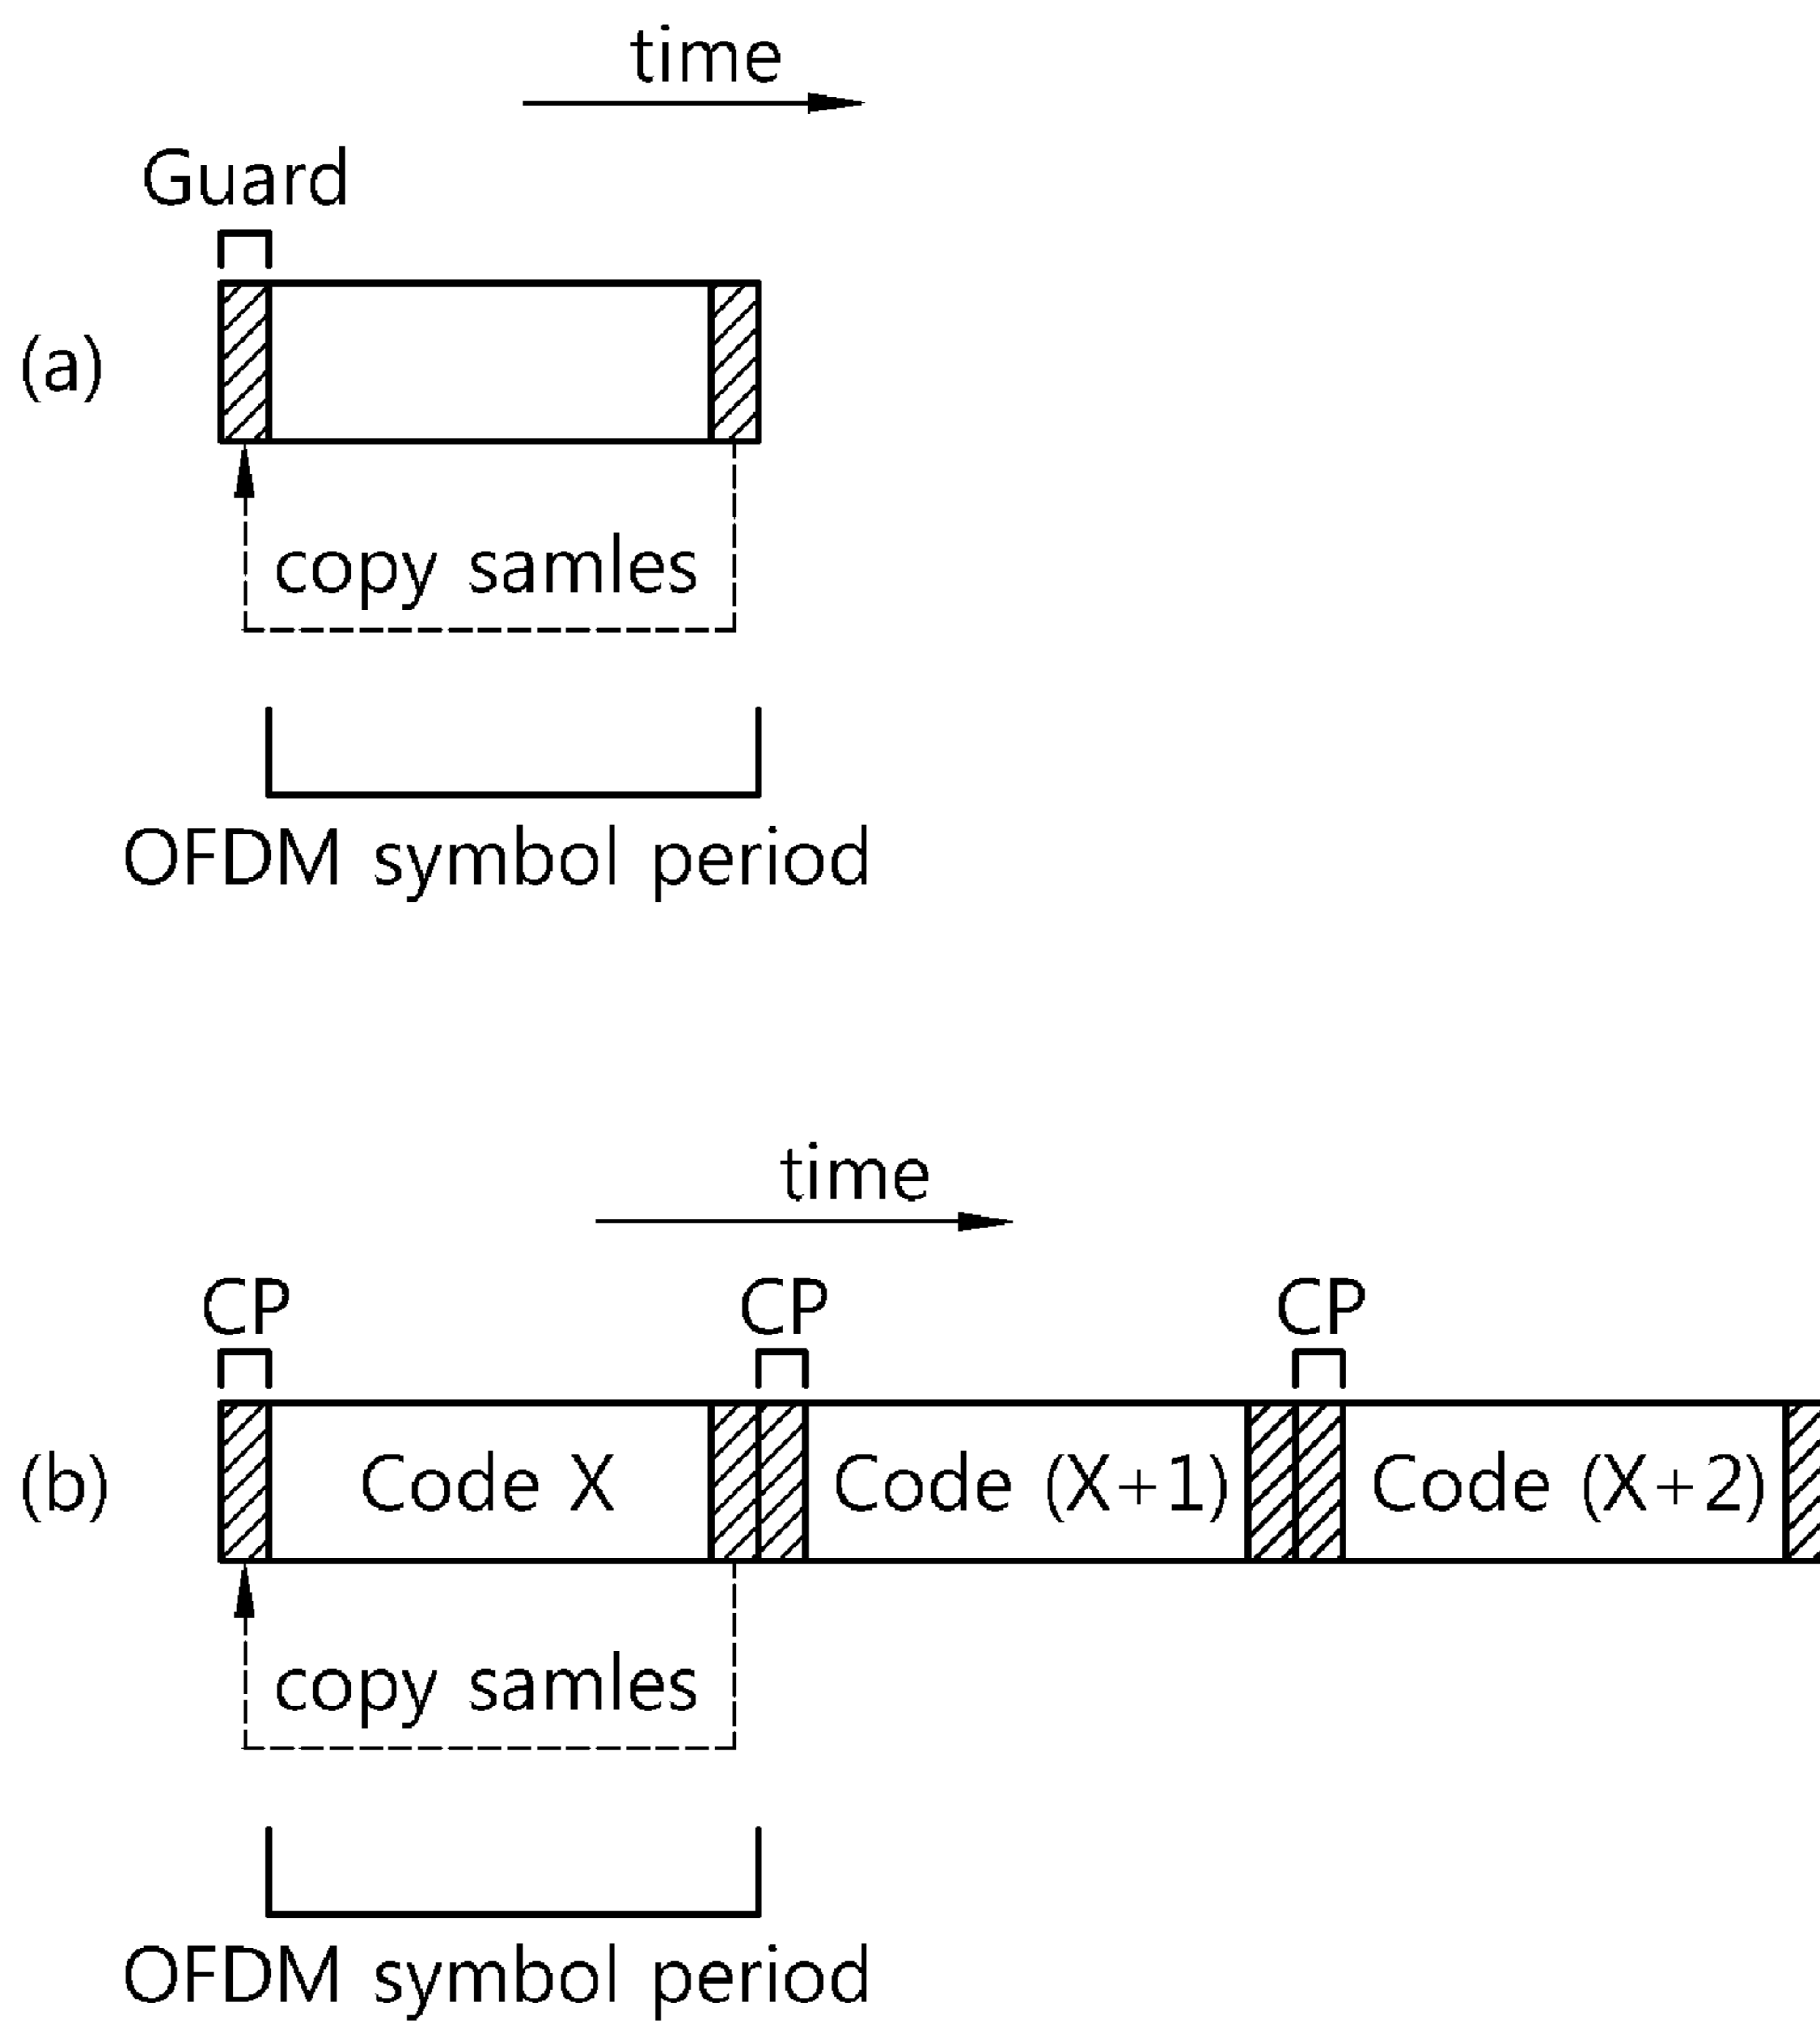 time
Guard
(a)
copy samles
OFDM symbol period
time
CP CP CP
(b) Code X Code (X+1) Code (X+2)
copy samles
OFDM symbol period